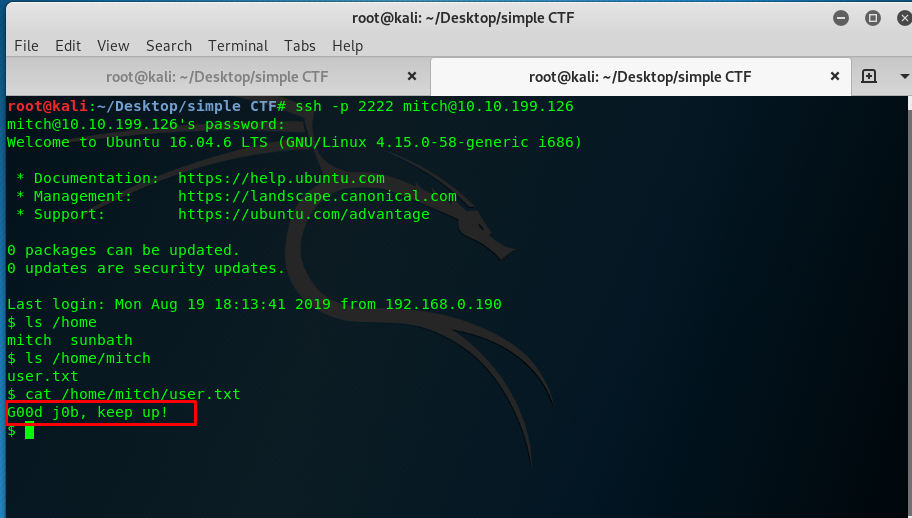 root@kali: ~/Desktop/simple CTF
File Edit View Search Terminal Tabs Help
root@kali: ~/Desktop/simple CTF × root@kali: ~/Desktop/simple CTF ×
root@kali:~/Desktop/simple CTF# ssh -p 2222 mitch@10.10.199.126
mitch@10.10.199.126's password:
Welcome to Ubuntu 16.04.6 LTS (GNU/Linux 4.15.0-58-generic i686)
* Documentation:  https://help.ubuntu.com
* Management:     https://landscape.canonical.com
* Support:        https://ubuntu.com/advantage
0 packages can be updated.
0 updates are security updates.
Last login: Mon Aug 19 18:13:41 2019 from 192.168.0.190
$ ls /home
mitch  sunbath
$ ls /home/mitch
user.txt
$ cat /home/mitch/user.txt
G00d j0b, keep up!
$